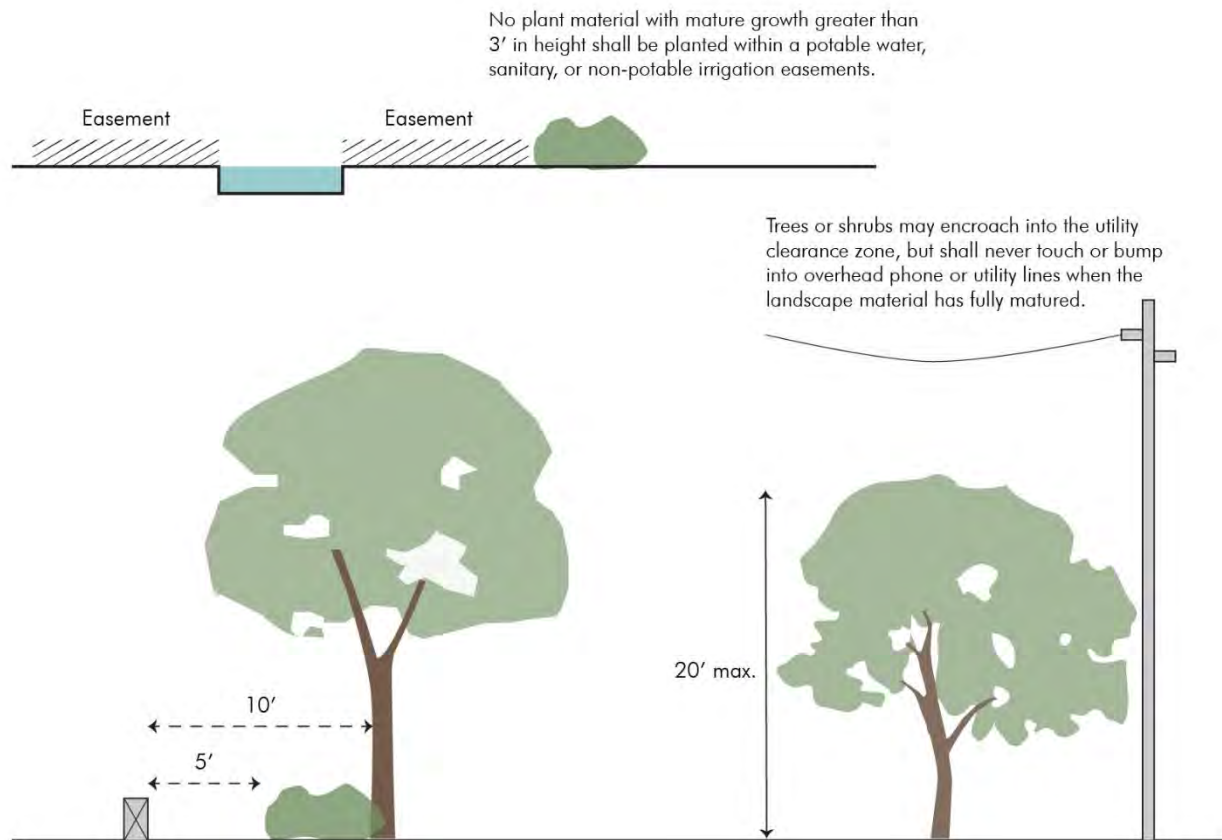 No plant material with mature growth greater than
3’ in height shall be planted within a potable water,
sanitary, or non-potable irrigation easements.
Easement
Easement
Trees or shrubs may encroach into the utility
clearance zone, but shall never touch or bump
into overhead phone or utility lines when the
landscape material has fully matured.
20’ max.
10’
5’